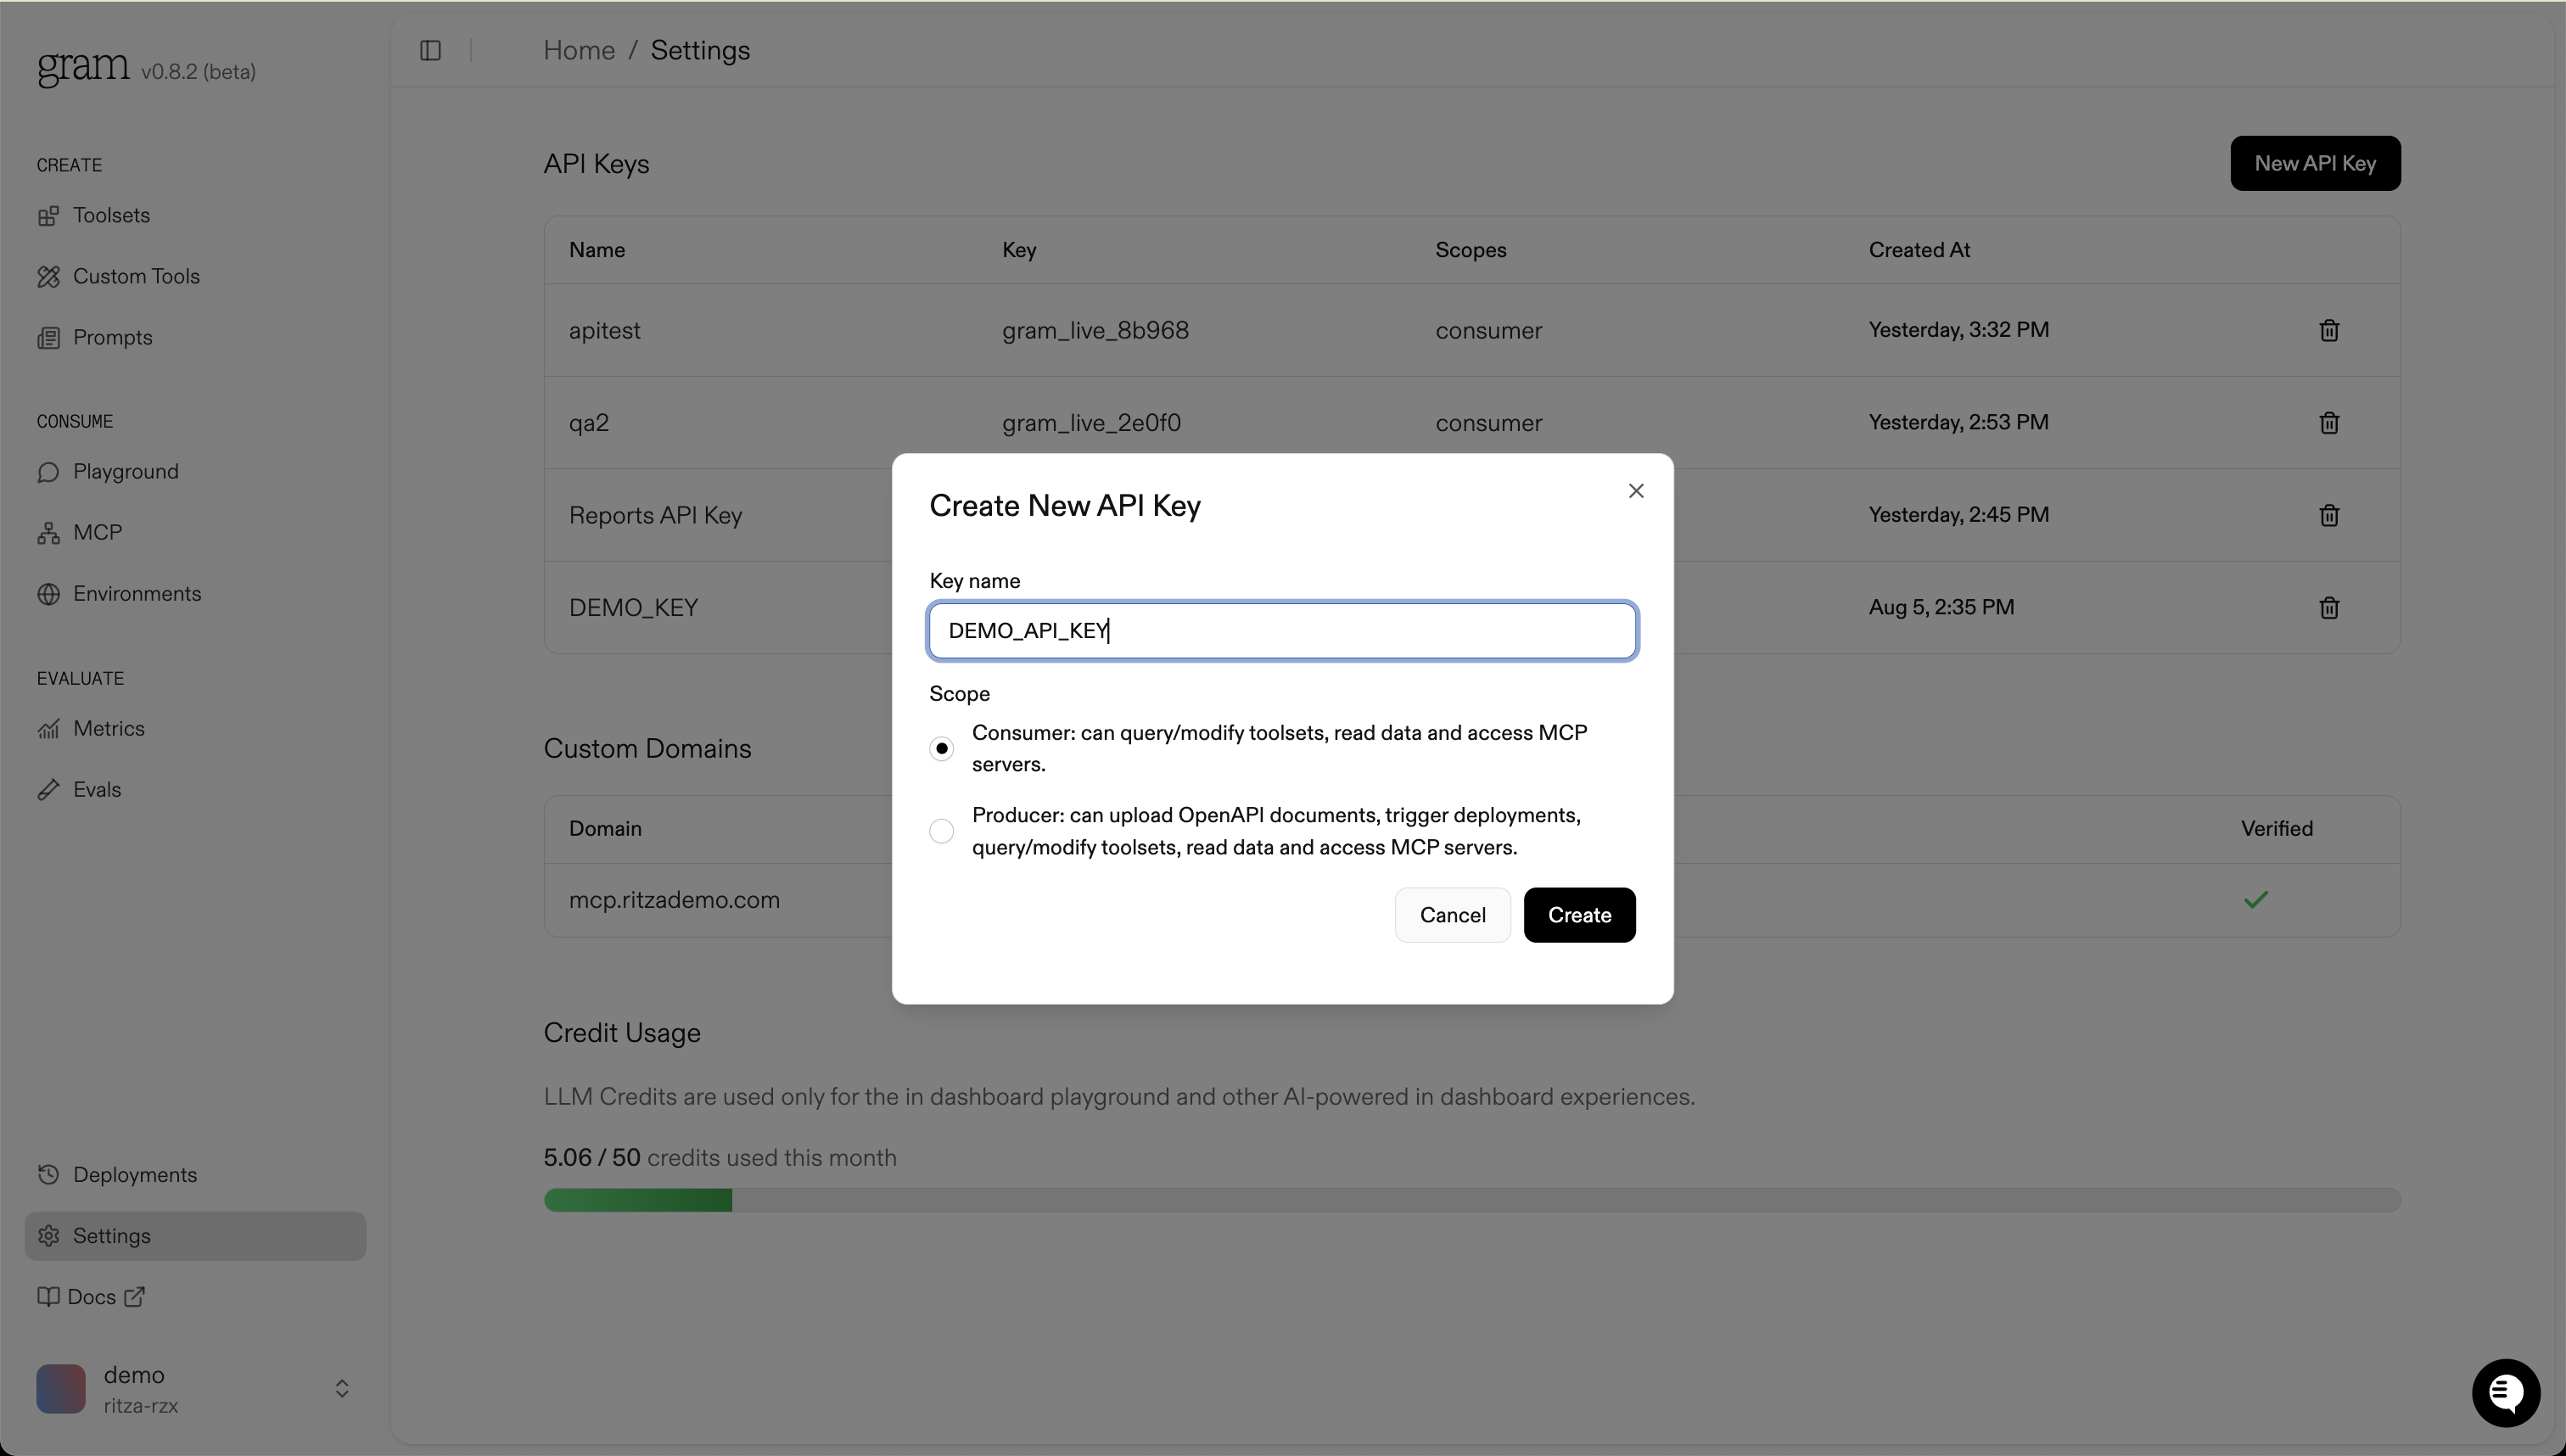 gram v0.8.2 (beta)
CREATE
Toolsets
Custom Tools
Prompts
CONSUME
Playground
MCP
Environments
EVALUATE
Metrics
Evals
Deployments
Settings
Docs
demo
ritza-rzx
Home / Settings
API Keys
New API Key
Name Key Scopes Created At
apitest gram_live_8b968 consumer Yesterday, 3:32 PM
qa2 gram_live_2e0f0 consumer Yesterday, 2:53 PM
Reports API Key Yesterday, 2:45 PM
DEMO_KEY Aug 5, 2:35 PM
Custom Domains
Domain Verified
mcp.ritzademo.com
Credit Usage
LLM Credits are used only for the in dashboard playground and other AI-powered in dashboard experiences.
5.06 / 50 credits used this month
Create New API Key
Key name
DEMO_API_KEY
Scope
Consumer: can query/modify toolsets, read data and access MCP
servers.
Producer: can upload OpenAPI documents, trigger deployments,
query/modify toolsets, read data and access MCP servers.
Cancel Create